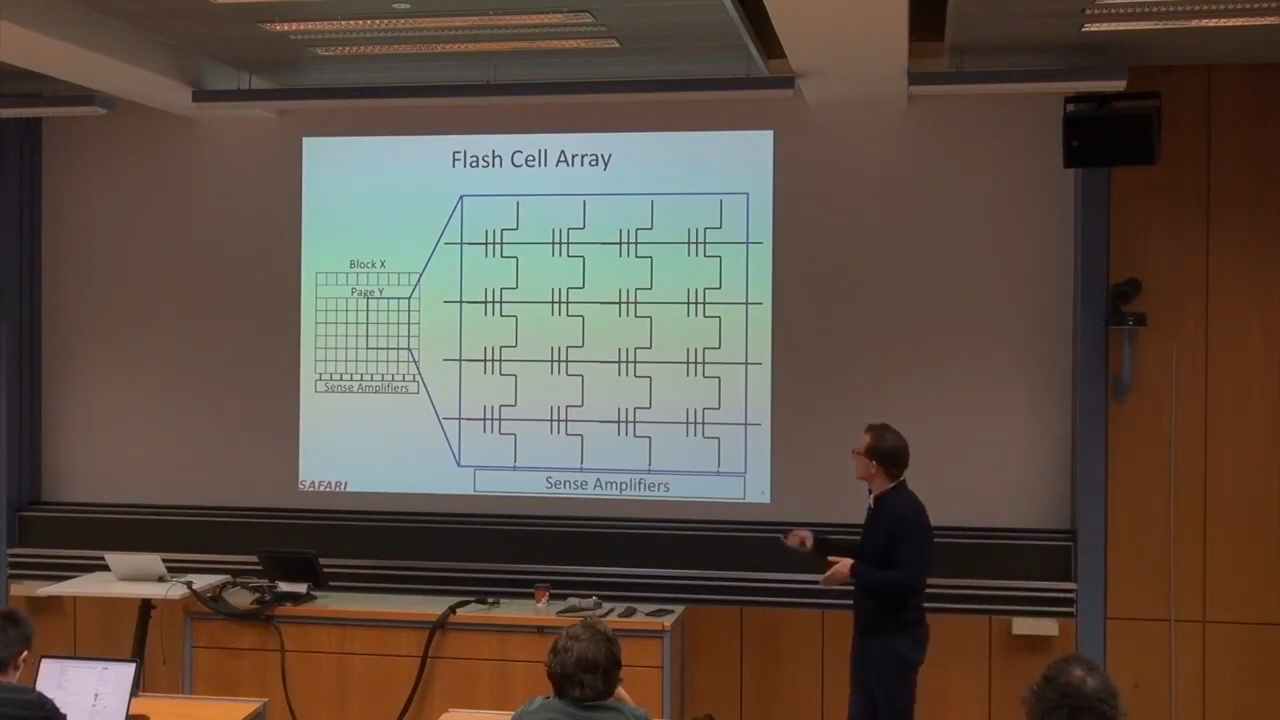 Flash Cell Array
Block X
Page Y
Sense Amplifiers
Sense Amplifiers
SAFARI